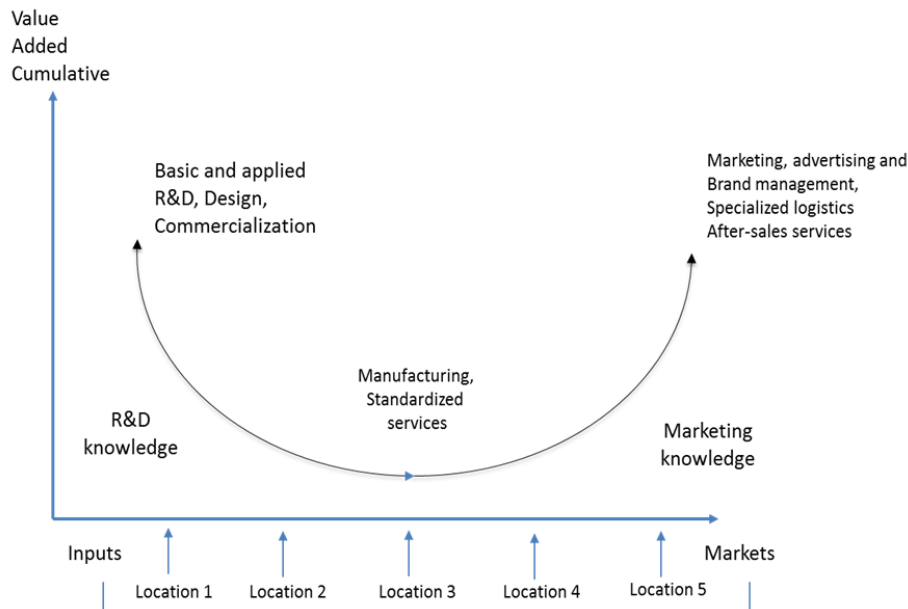 Value
Added
Cumulative
Basic and applied
R&D, Design,
Commercialization
Marketing, advertising and
Brand management,
Specialized logistics
After-sales services
Manufacturing,
Standardized
services
R&D
knowledge
Marketing
knowledge
Inputs
Markets
Location 1
Location 2
Location 3
Location 4
Location 5